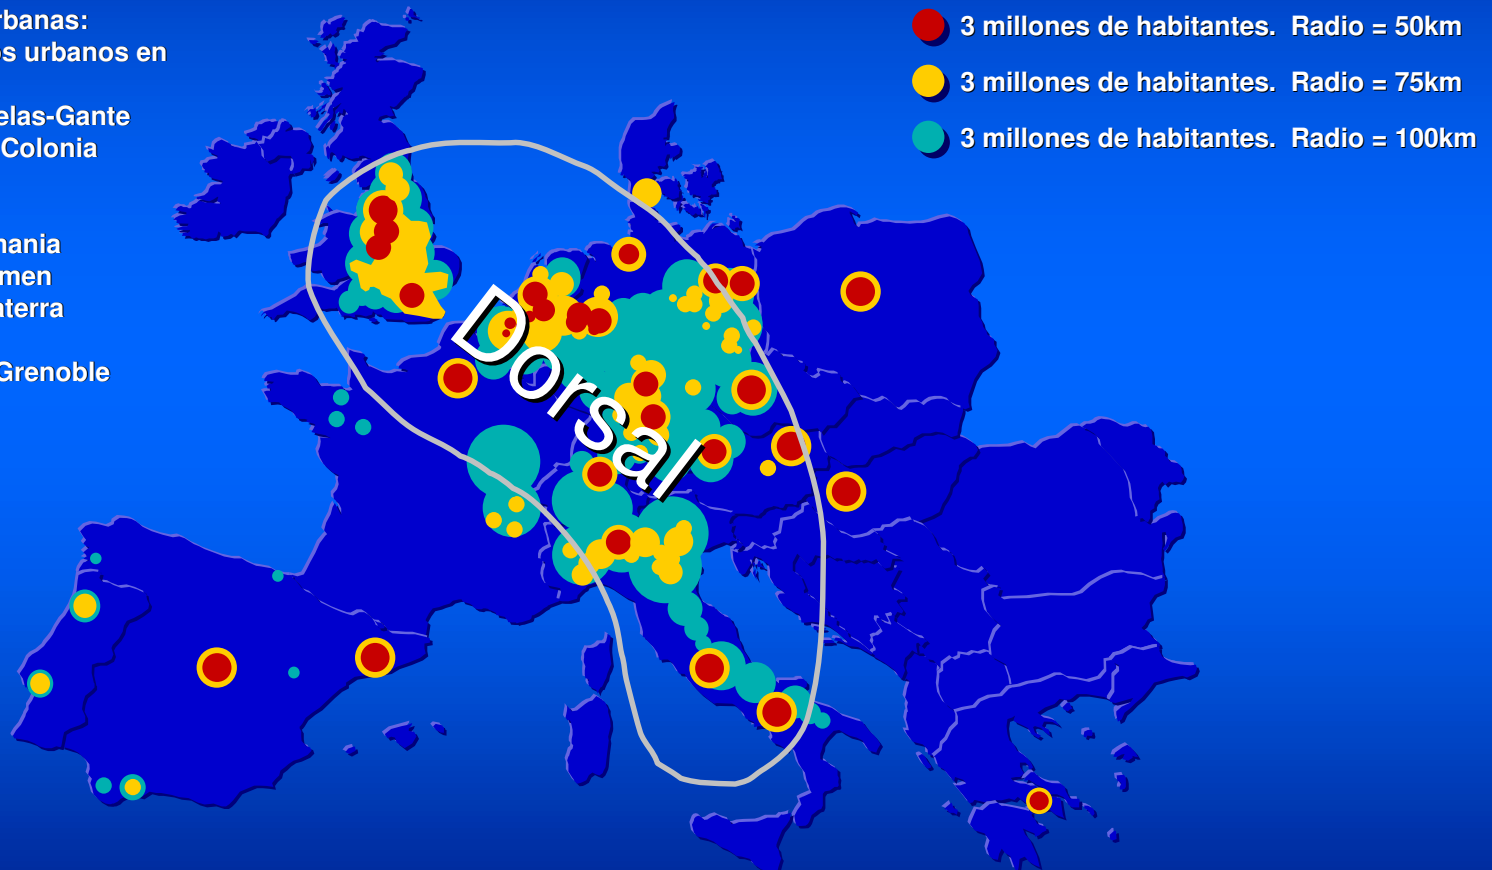 rbanas:
os urbanos en
elas-Gante
Colonia
nania
men
aterra
Grenoble
3 millones de habitantes. Radio = 50km
3 millones de habitantes. Radio = 75km
3 millones de habitantes. Radio = 100km
Dorsal